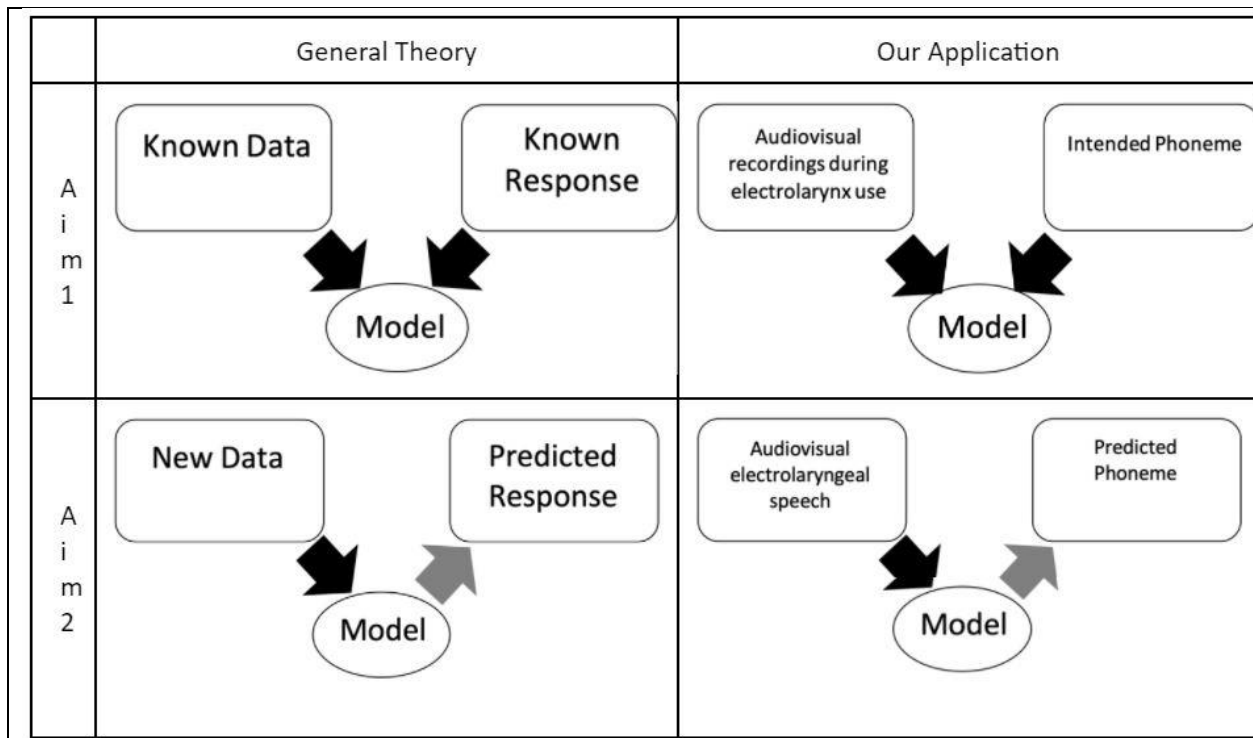 General Theory
Our Application
A
i
m
1
Known Data
Known
Response
Model
Audiovisual
recordings during
electrolarynx use
Intended Phoneme
Model
A
i
m
2
New Data
Predicted
Response
Model
Audiovisual
electrolaryngeal
speech
Predicted
Phoneme
Model